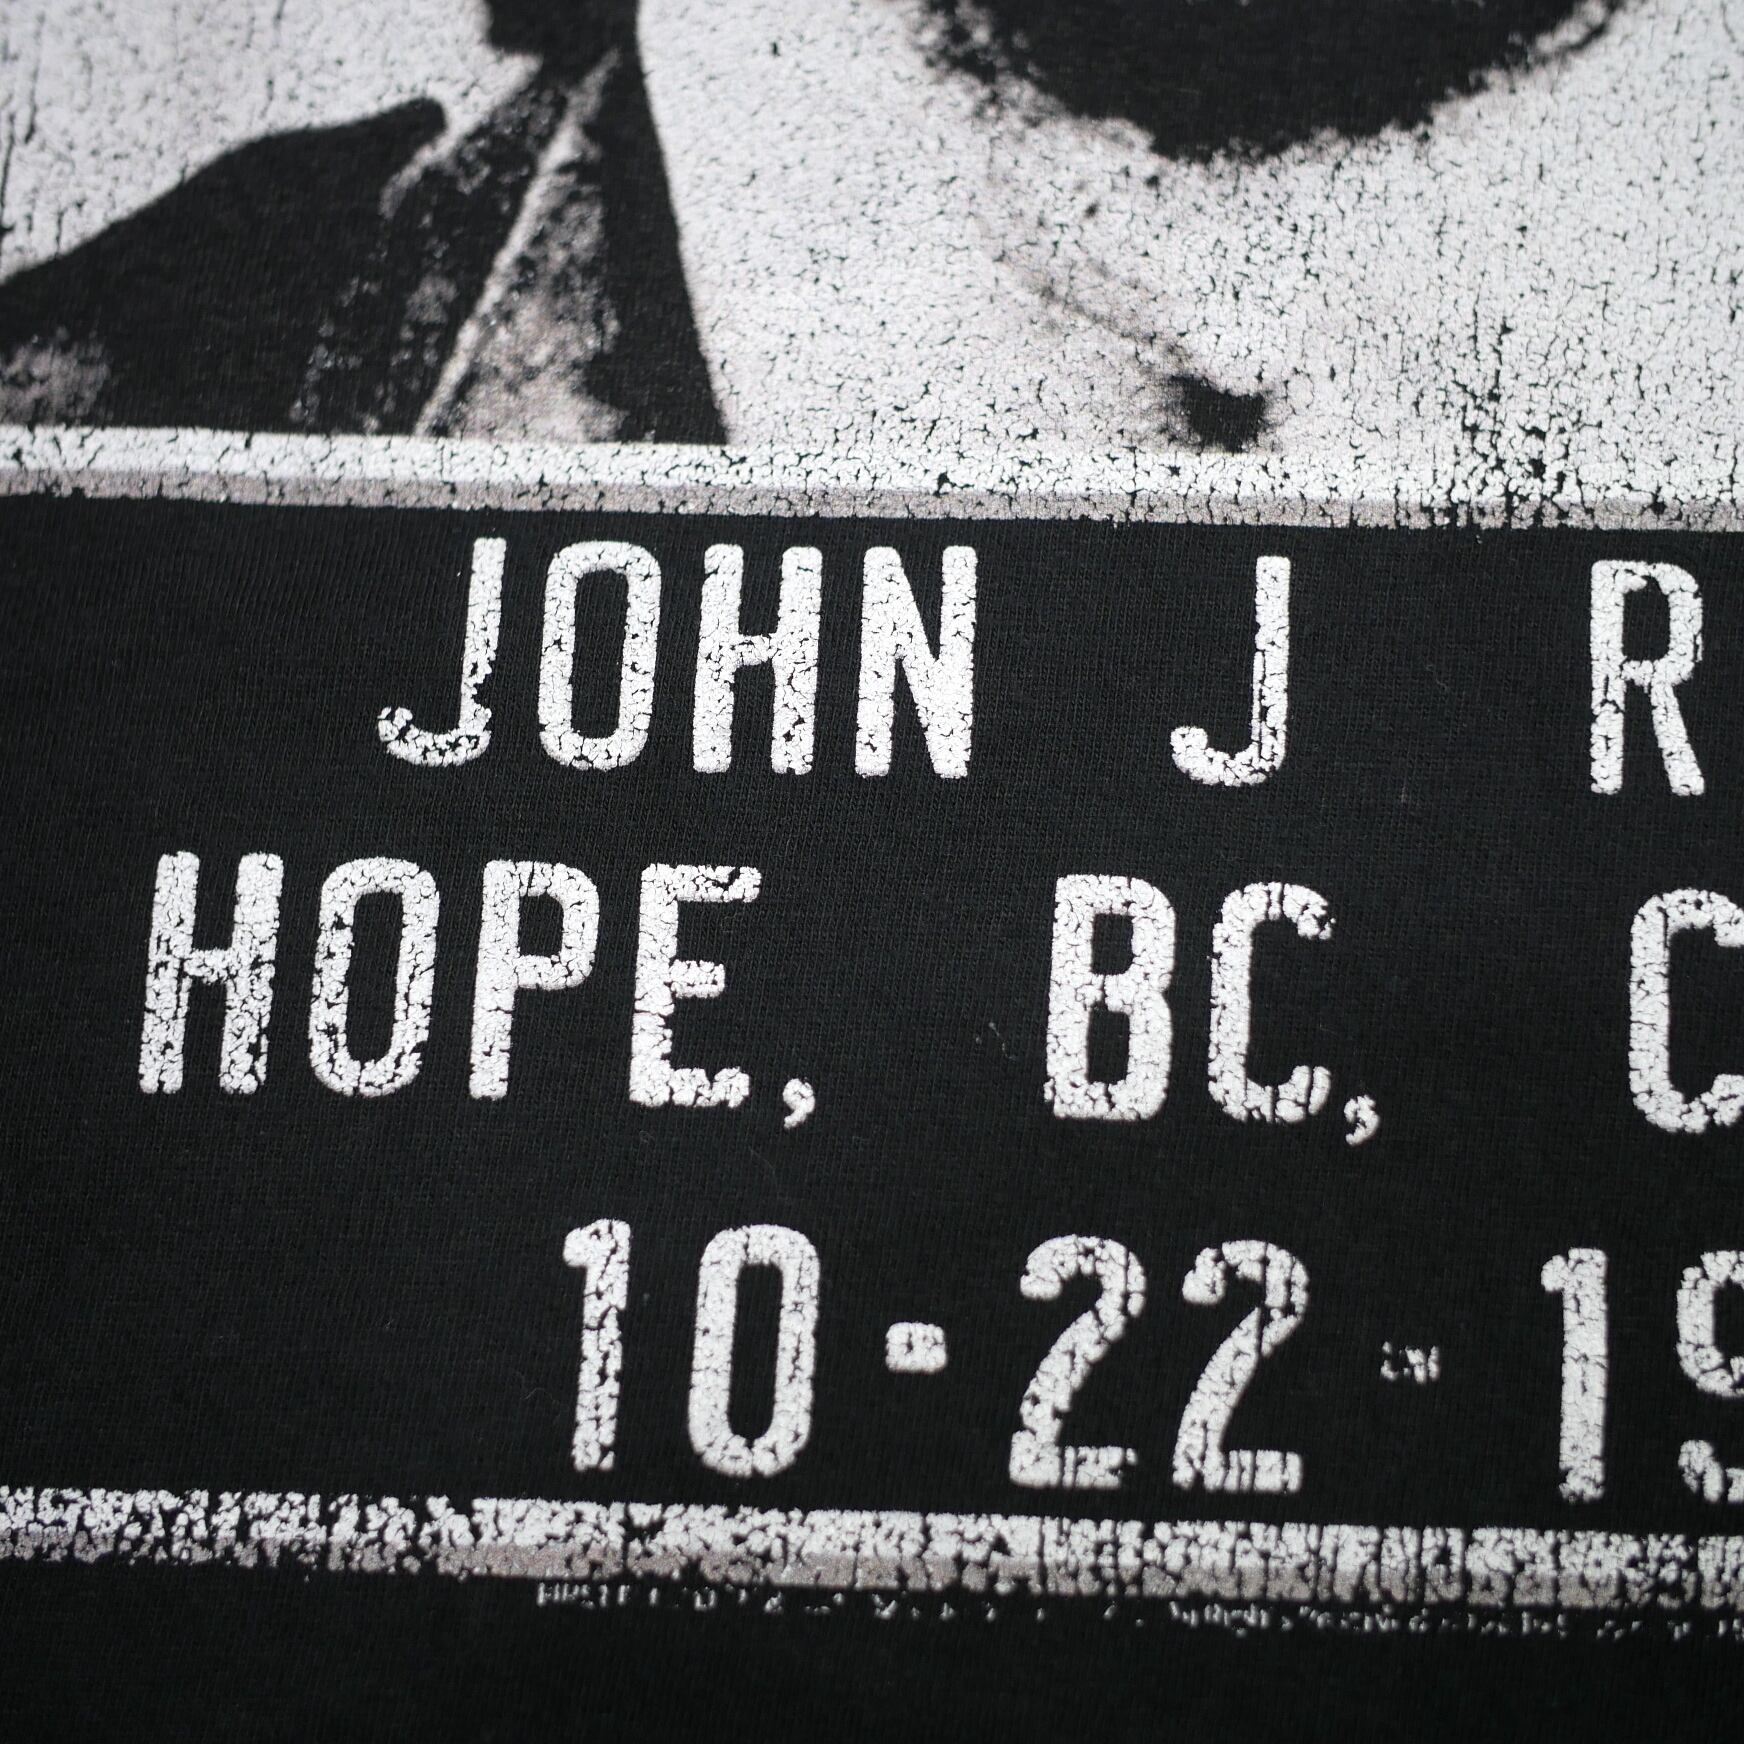 JOHN J R
HOPE, BC, C
10-22-19